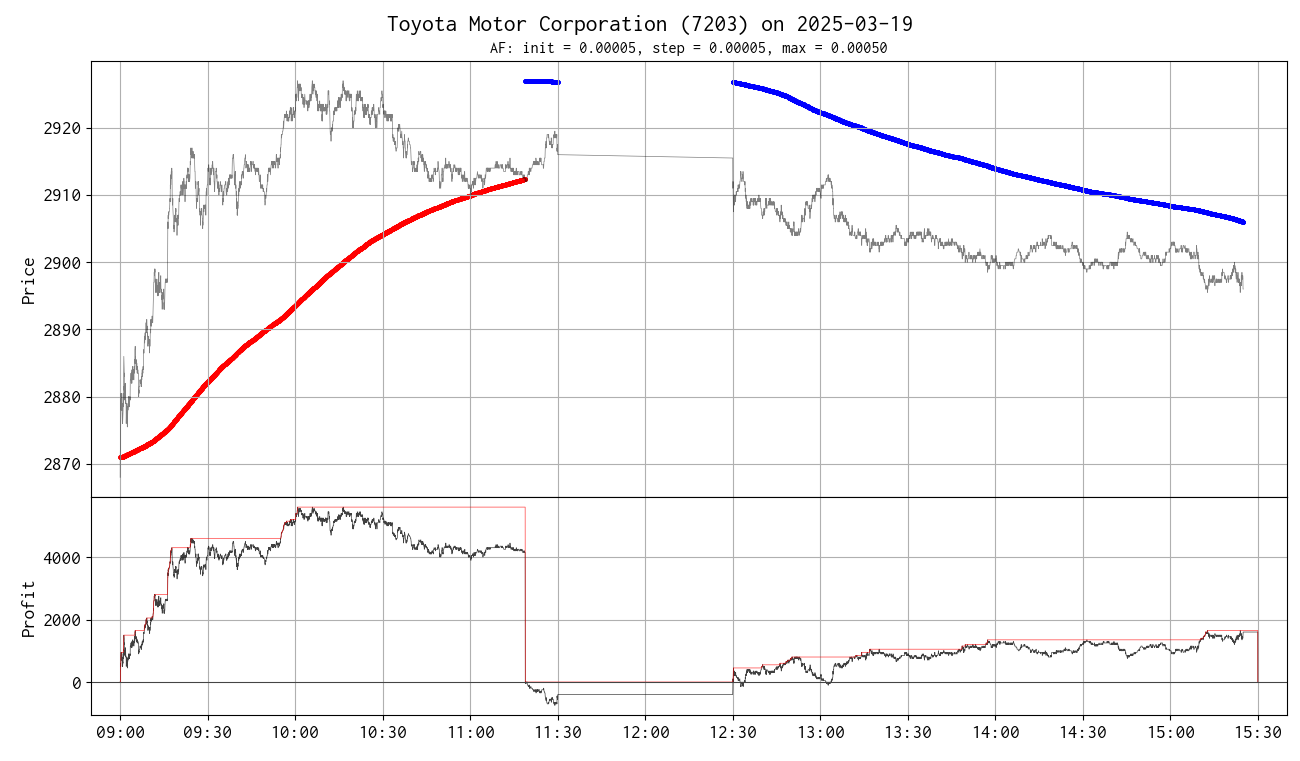 Toyota Motor Corporation (7203) on 2025-03-19
AF: init = 0.00005, step = 0.00005, max = 0.00050
Price
2920
2910
2900
2890
2880
2870
Profit
4000
2000
0
09:00 09:30 10:00 10:30 11:00 11:30 12:00 12:30 13:00 13:30 14:00 14:30 15:00 15:30